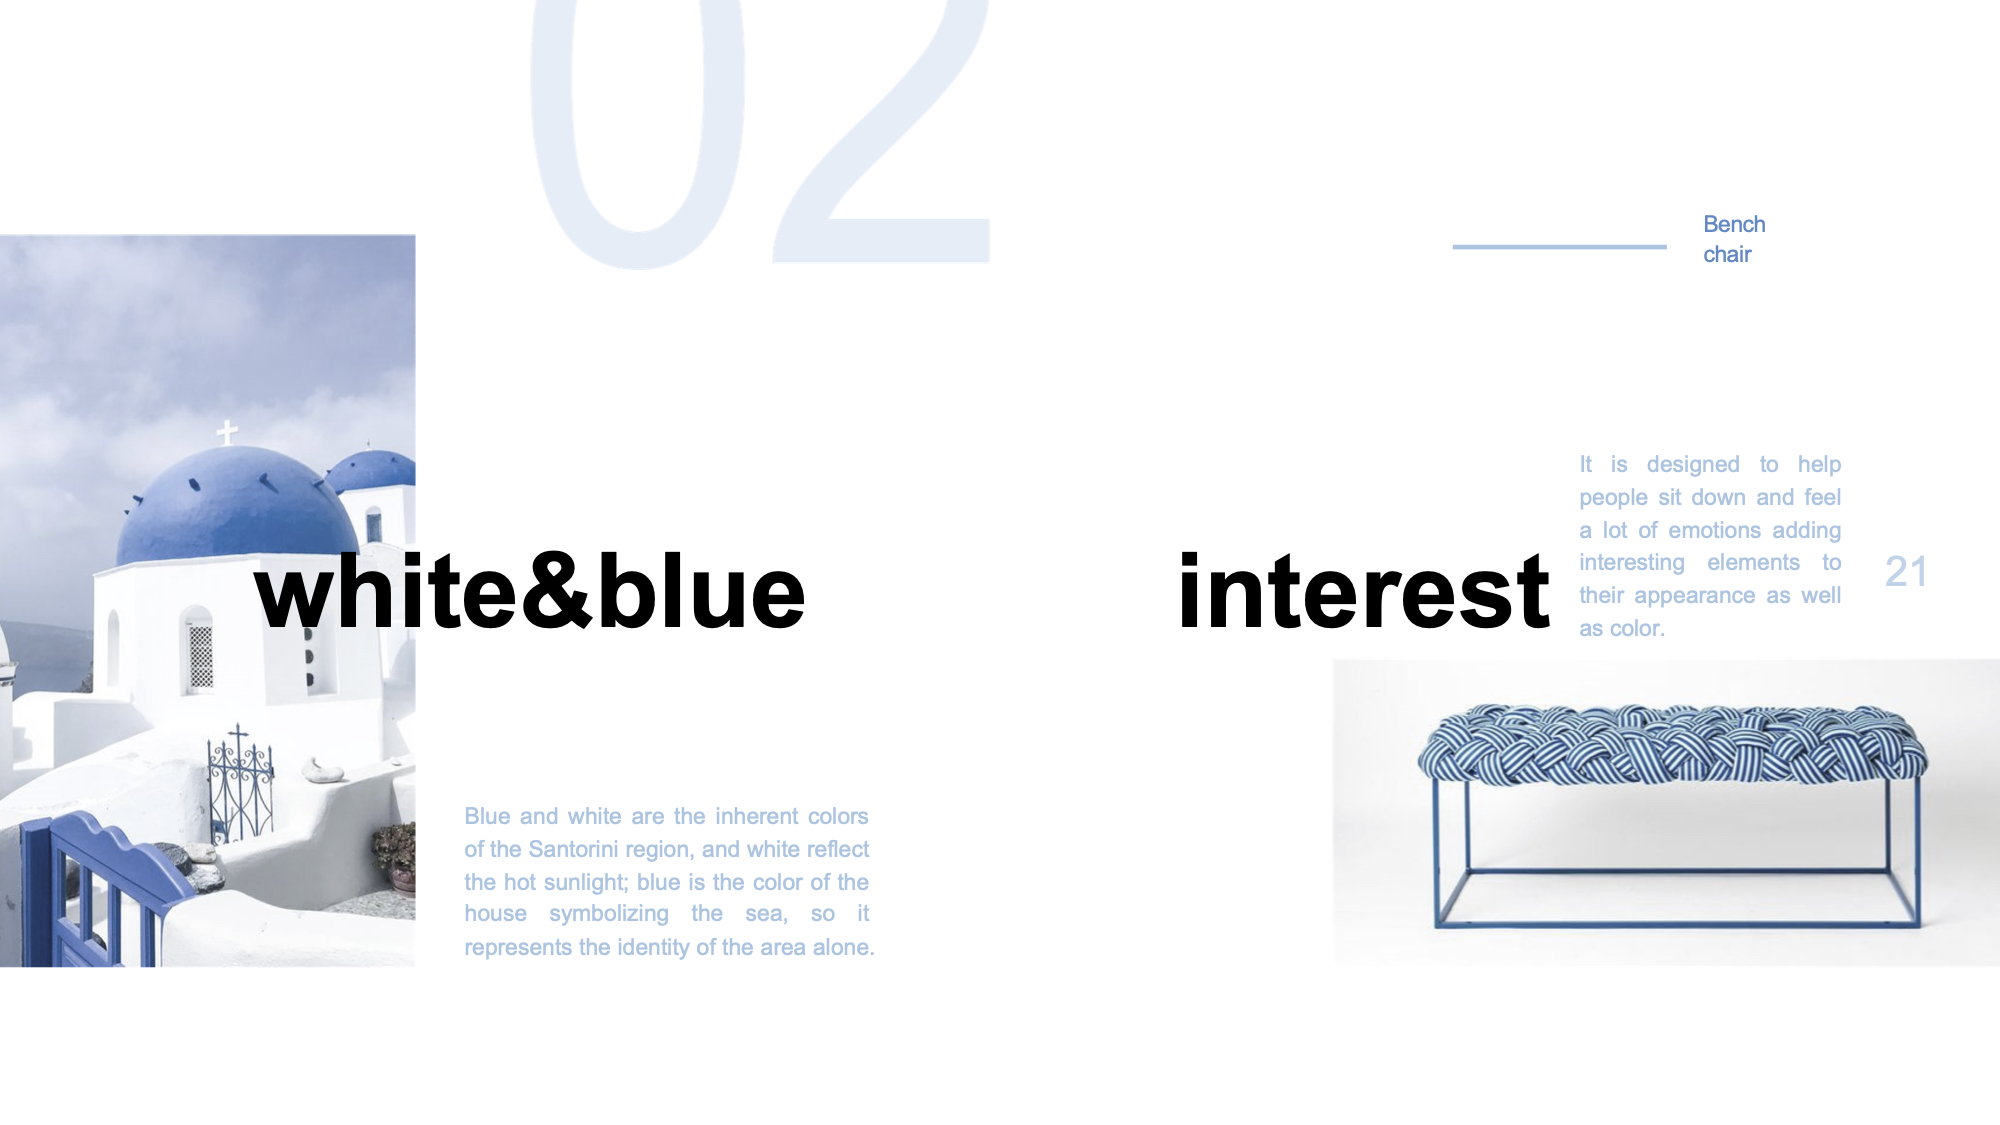 02
Bench
chair
It is designed to help
people sit down and feel
a lot of emotions adding
interesting elements to
their appearance as well
as color.
21
white&blue
interest
Blue and white are the inherent colors
of the Santorini region, and white reflect
the hot sunlight; blue is the color of the
house symbolizing the sea, so it
represents the identity of the area alone.